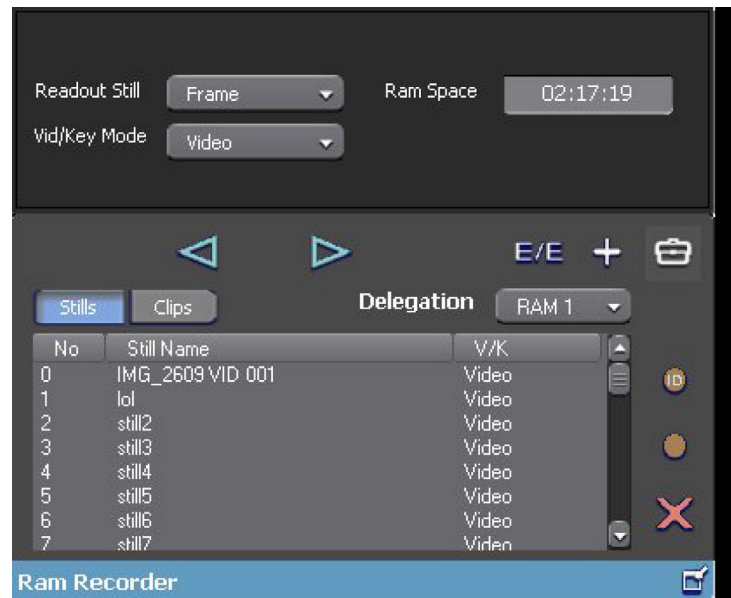 Readout Still Frame Ram Space 02:17:19
Vid/Key Mode Video
E/E
Stills Clips Delegation RAM 1
No Still Name V/K
0 IMG_2609 VID 001 Video
1 lol Video
2 still2 Video
3 still3 Video
4 still4 Video
5 still5 Video
6 still6 Video
7 still7 Video
ID
Ram Recorder